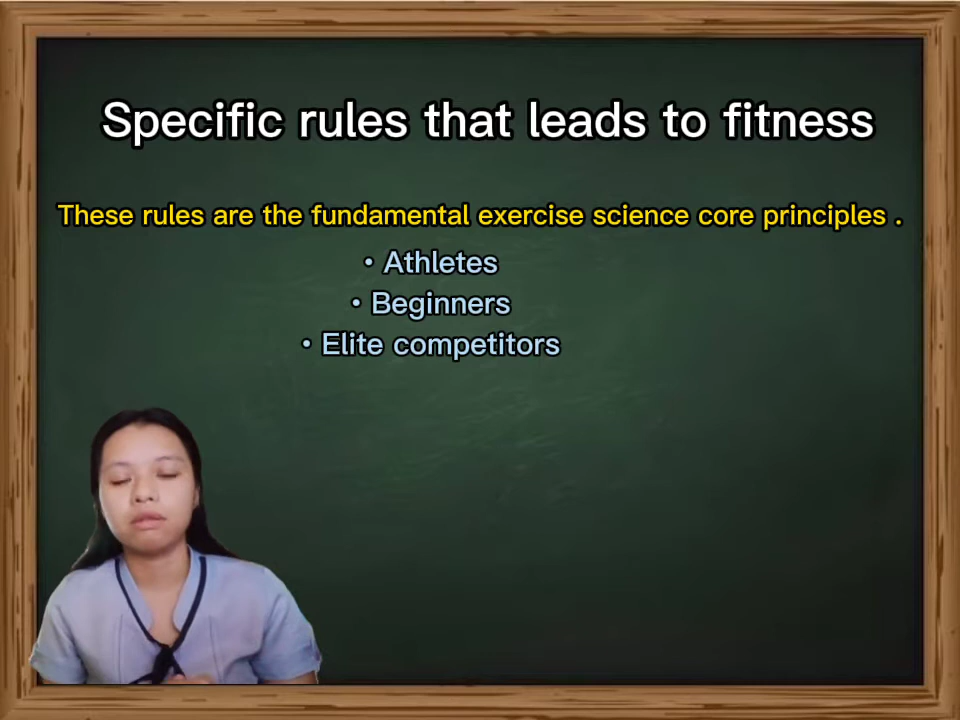 Specific rules that leads to fitness
These rules are the fundamental exercise science core principles .
• Athletes
• Beginners
• Elite competitors